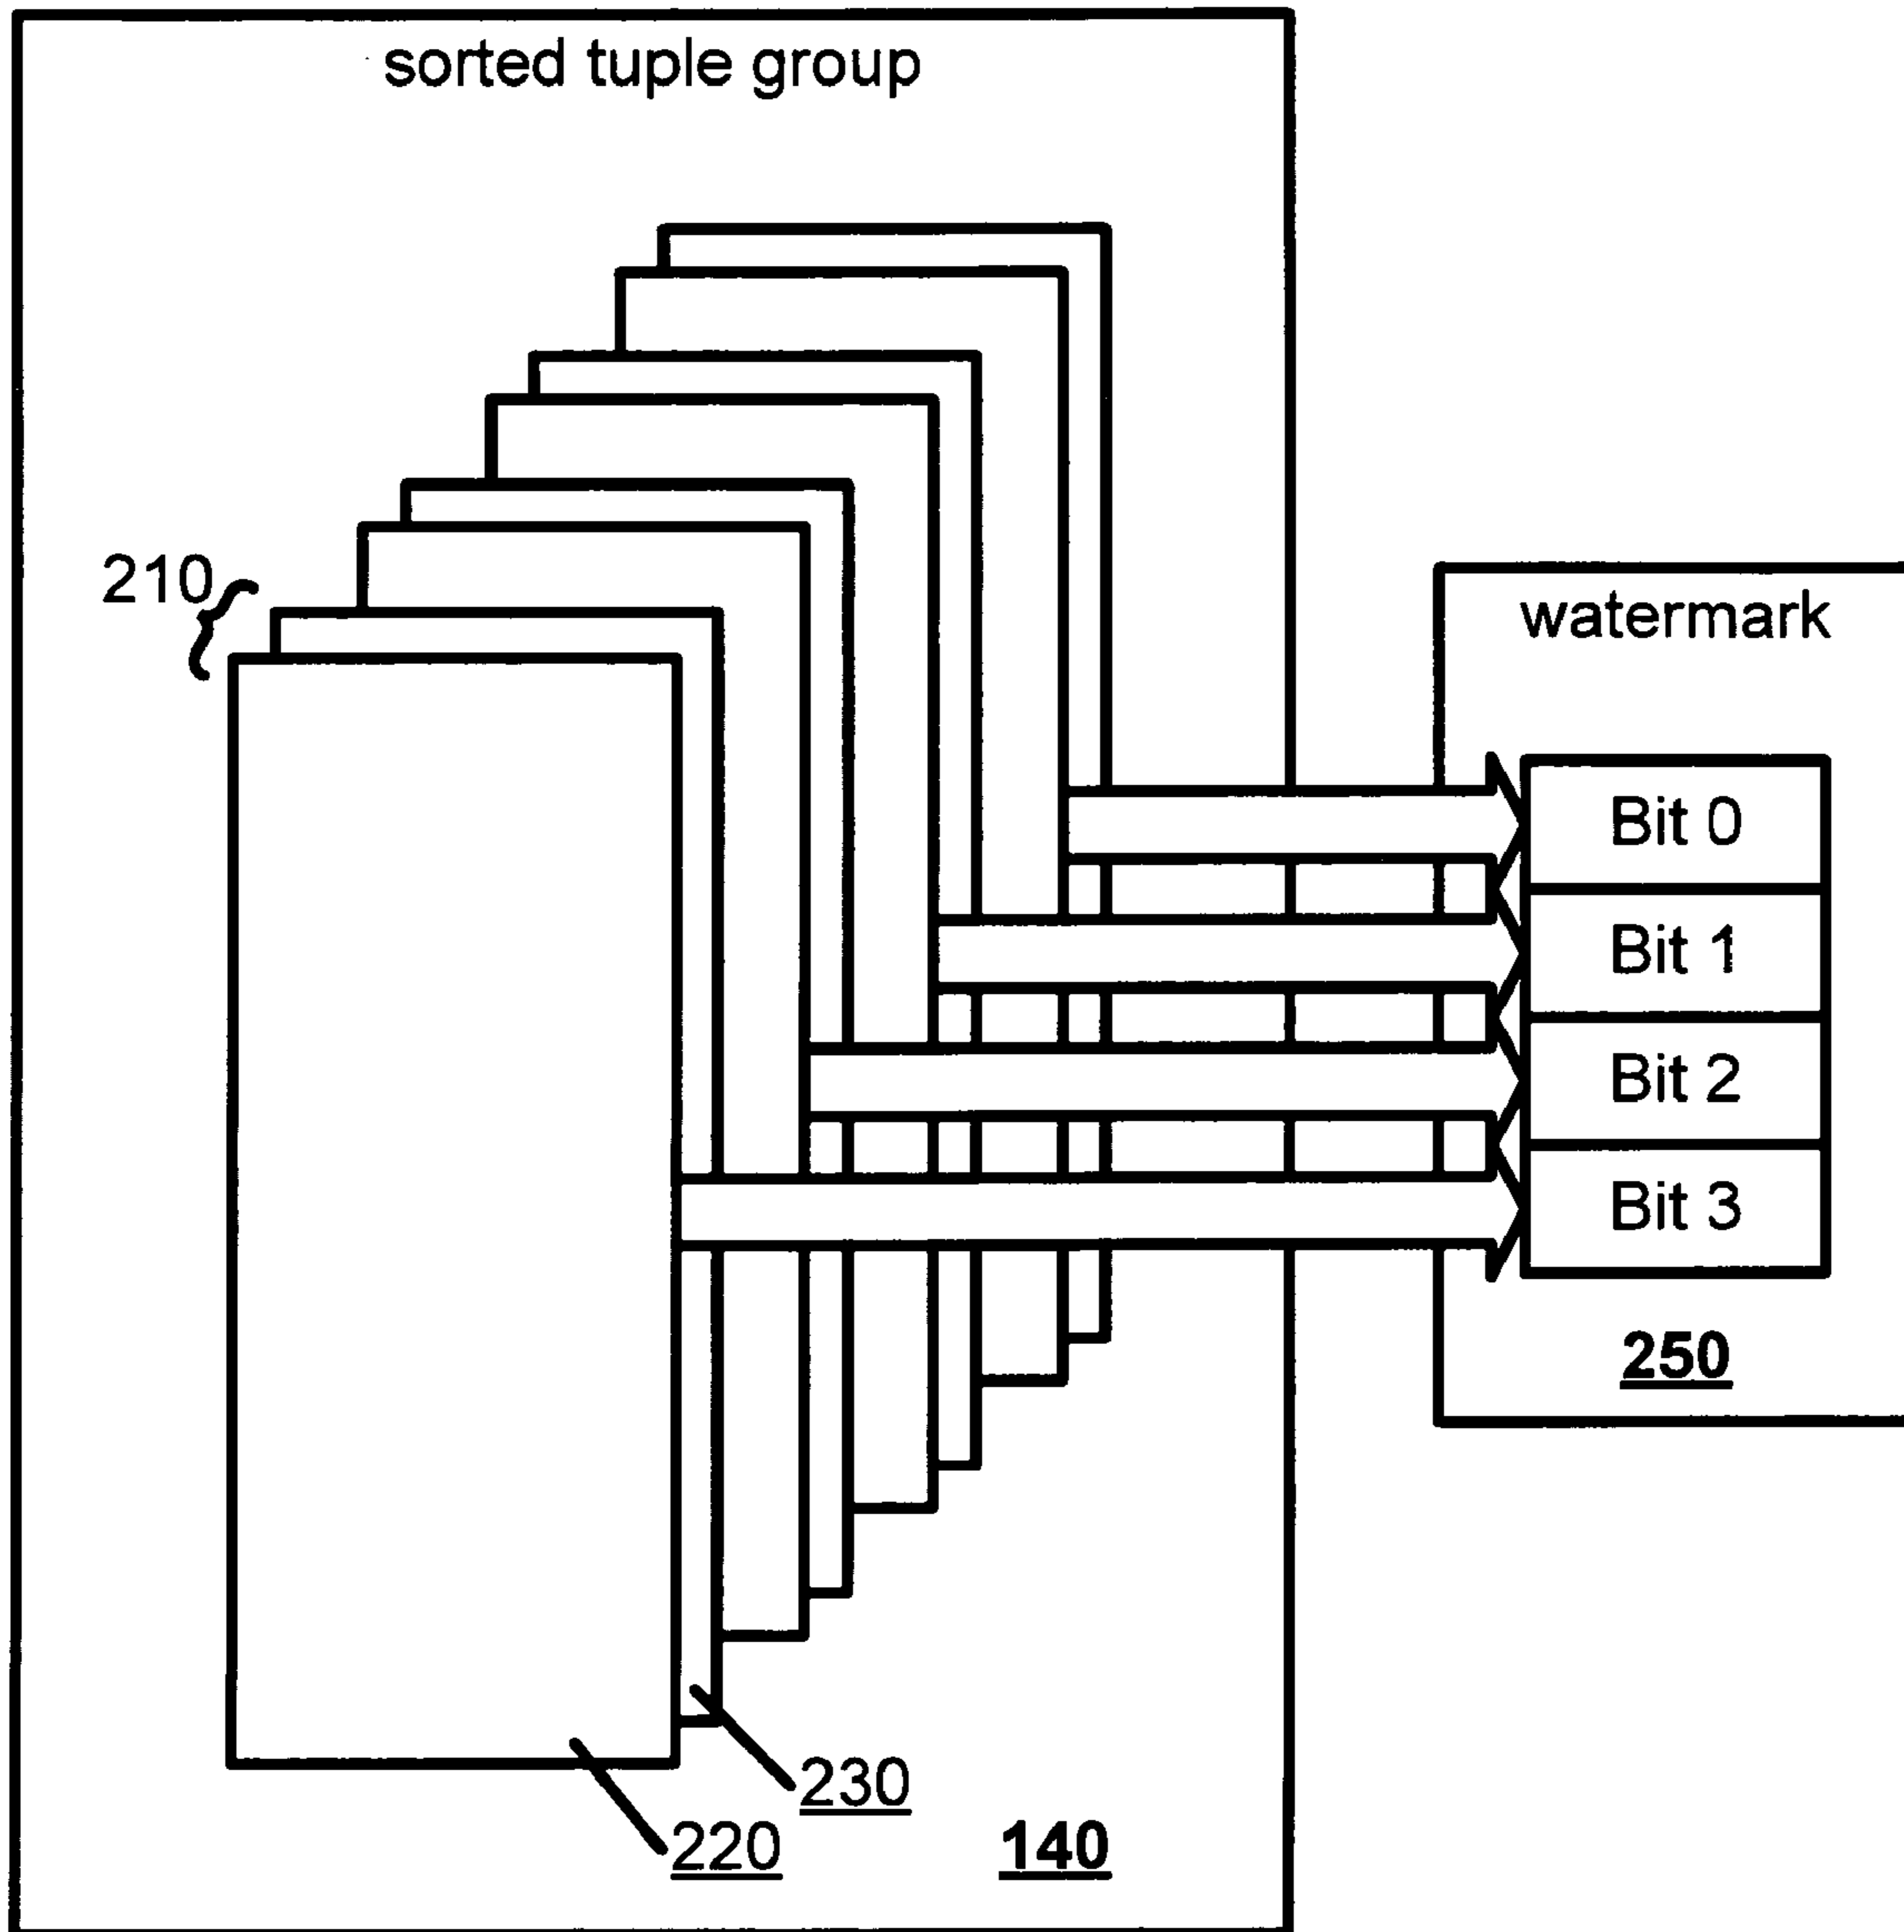 sorted tuple group
210
watermark
Bit 0
Bit 1
Bit 2
Bit 3
250
230
220
140